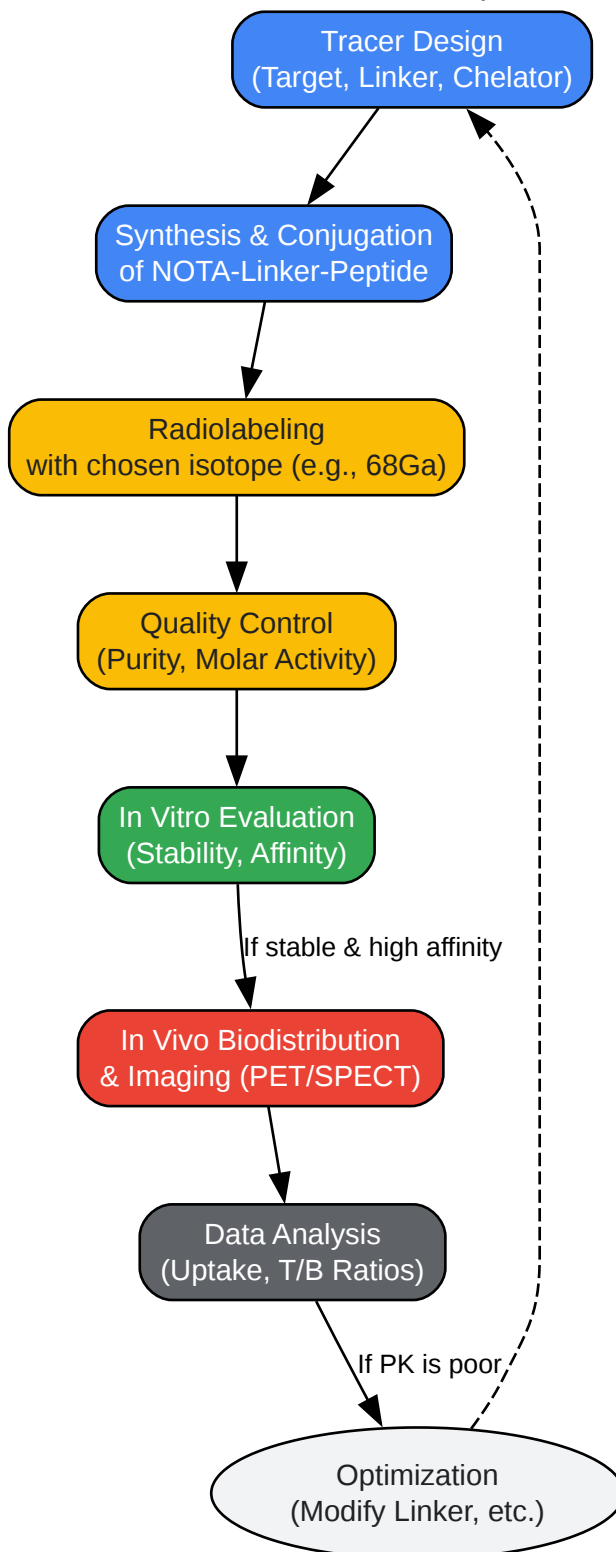 Tracer Design
(Target, Linker, Chelator)
Synthesis & Conjugation
of NOTA-Linker-Peptide
Radiolabeling
with chosen isotope (e.g., 68Ga)
Quality Control
(Purity, Molar Activity)
In Vitro Evaluation
(Stability, Affinity)
If stable & high affinity
In Vivo Biodistribution
& Imaging (PET/SPECT)
Data Analysis
(Uptake, T/B Ratios)
If PK is poor
Optimization
(Modify Linker, etc.)